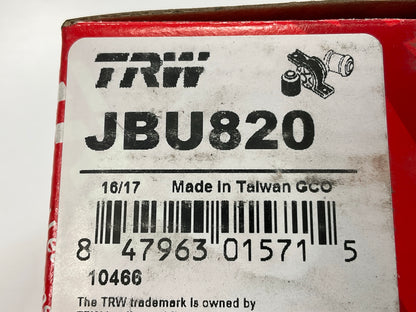 TRW
JBU820
16/17 Made In Taiwan GCO
8 47963 01571 5
10466
The TRW trademark is owned by